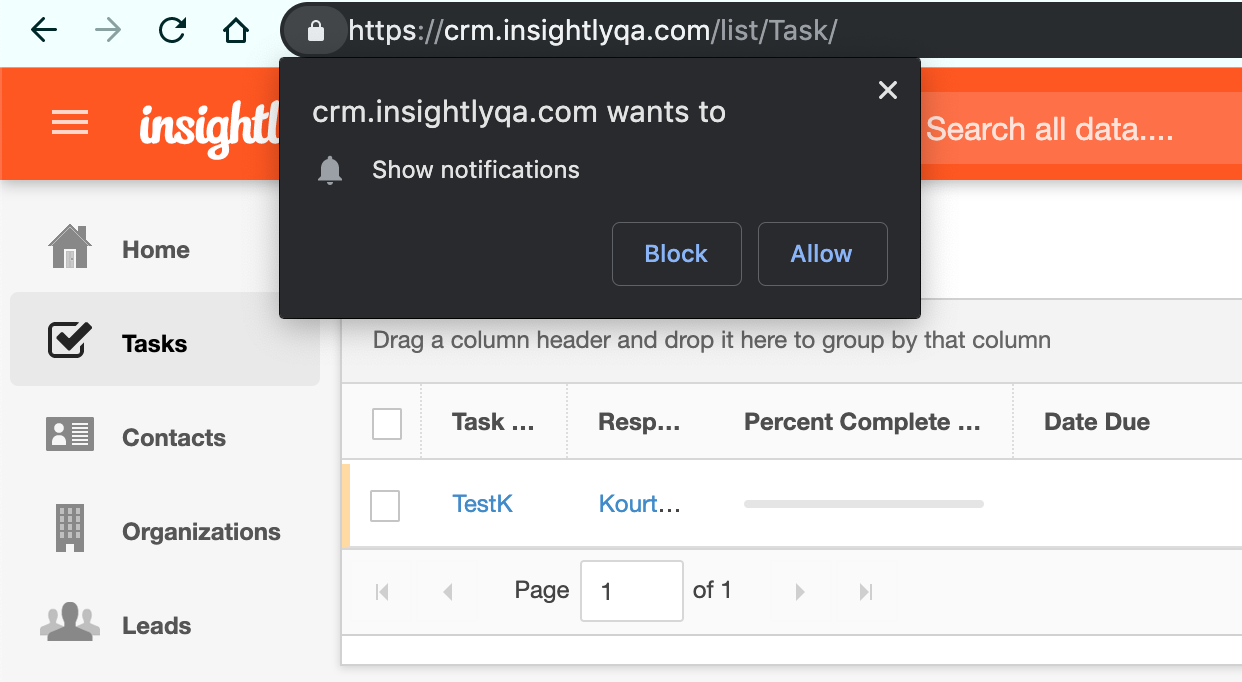 https://crm.insightlyqa.com/list/Task/
crm.insightlyqa.com wants to
Show notifications
Block
Allow
Search all data....
Home
Tasks
Contacts
Organizations
Leads
Drag a column header and drop it here to group by that column
Task ... Resp... Percent Complete ... Date Due
TestK Kourt...
Page 1 of 1